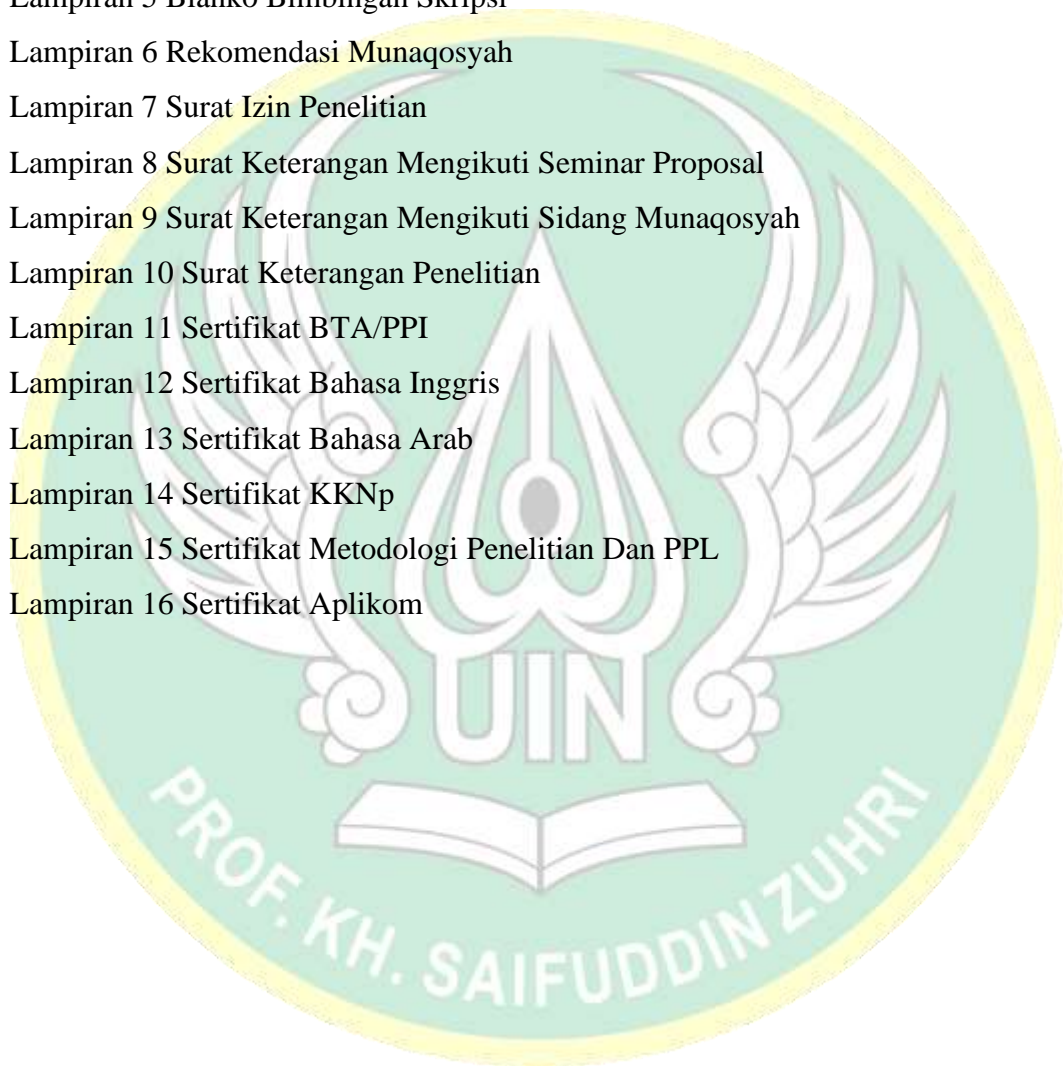 Lampiran 5 Blanko Bimbingan Skripsi
Lampiran 6 Rekomendasi Munaqosyah
Lampiran 7 Surat Izin Penelitian
Lampiran 8 Surat Keterangan Mengikuti Seminar Proposal
Lampiran 9 Surat Keterangan Mengikuti Sidang Munaqosyah
Lampiran 10 Surat Keterangan Penelitian
Lampiran 11 Sertifikat BTA/PPI
Lampiran 12 Sertifikat Bahasa Inggris
Lampiran 13 Sertifikat Bahasa Arab
Lampiran 14 Sertifikat KKNp
Lampiran 15 Sertifikat Metodologi Penelitian Dan PPL
Lampiran 16 Sertifikat Aplikom
UIN
PROF. KH. SAIFUDDIN ZUHRI